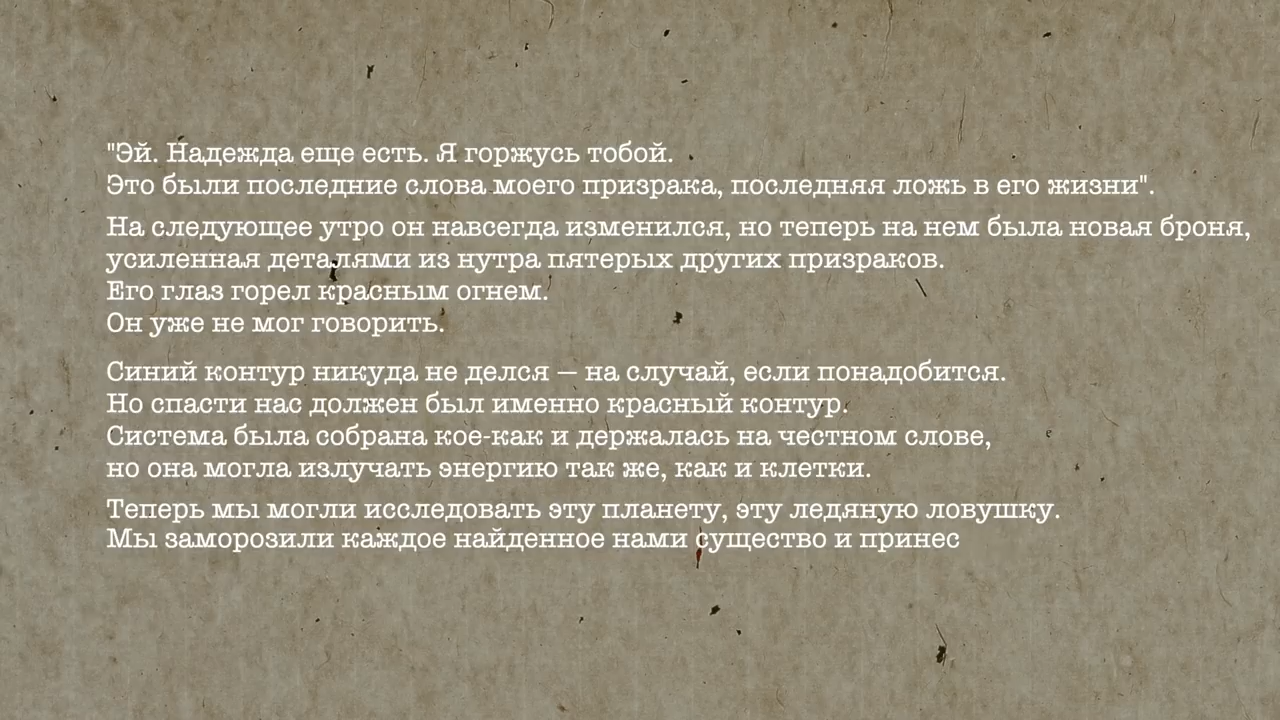 "Эй. Надежда еще есть. Я горжусь тобой.
Это были последние слова моего призрака, последняя ложь в его жизни".
На следующее утро он навсегда изменился, но теперь на нем была новая броня,
усиленная деталями из нутра пятерых других призраков.
Его глаз горел красным огнем.
Он уже не мог говорить.
Синий контур никуда не делся — на случай, если понадобится.
Но спасти нас должен был именно красный контур.
Система была собрана кое-как и держалась на честном слове,
но она могла излучать энергию так же, как и клетки.
Теперь мы могли исследовать эту планету, эту ледяную ловушку.
Мы заморозили каждое найденное нами существо и принес